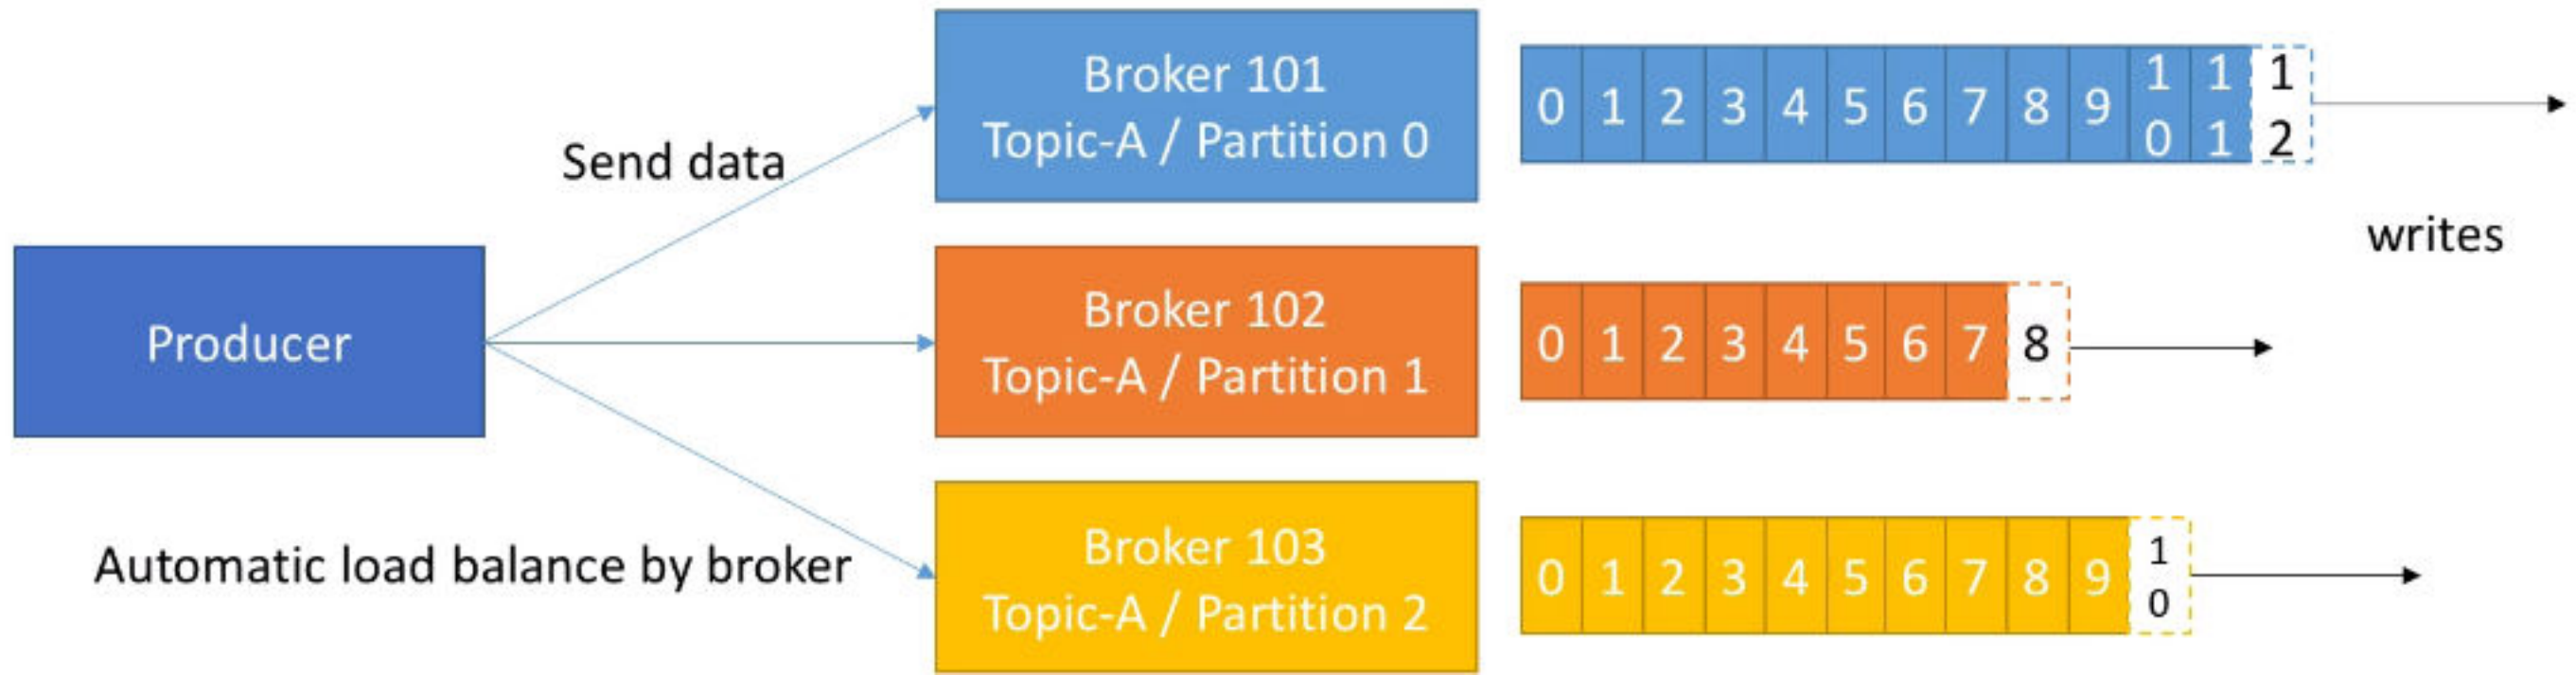 Producer
Send data
Automatic load balance by broker
Broker 101
Topic-A / Partition 0
0 1 2 3 4 5 6 7 8 9 10 11 12
writes
Broker 102
Topic-A / Partition 1
0 1 2 3 4 5 6 7 8
Broker 103
Topic-A / Partition 2
0 1 2 3 4 5 6 7 8 9 10